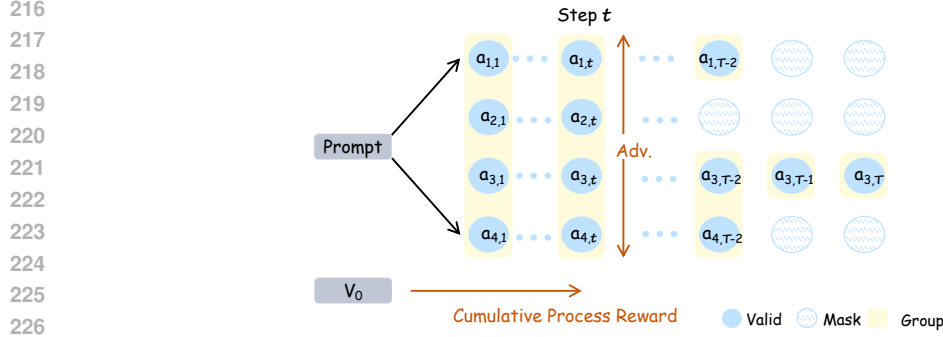 216
217
218
219
220
221
222
223
224
225
226
Step t
a1,1 a1,t a1,T-2
a2,1 a2,t
Prompt
Adv.
a3,1 a3,t a3,T-2 a3,T-1 a3,T
a4,1 a4,t a4,T-2
V0
Cumulative Process Reward
Valid Mask Group